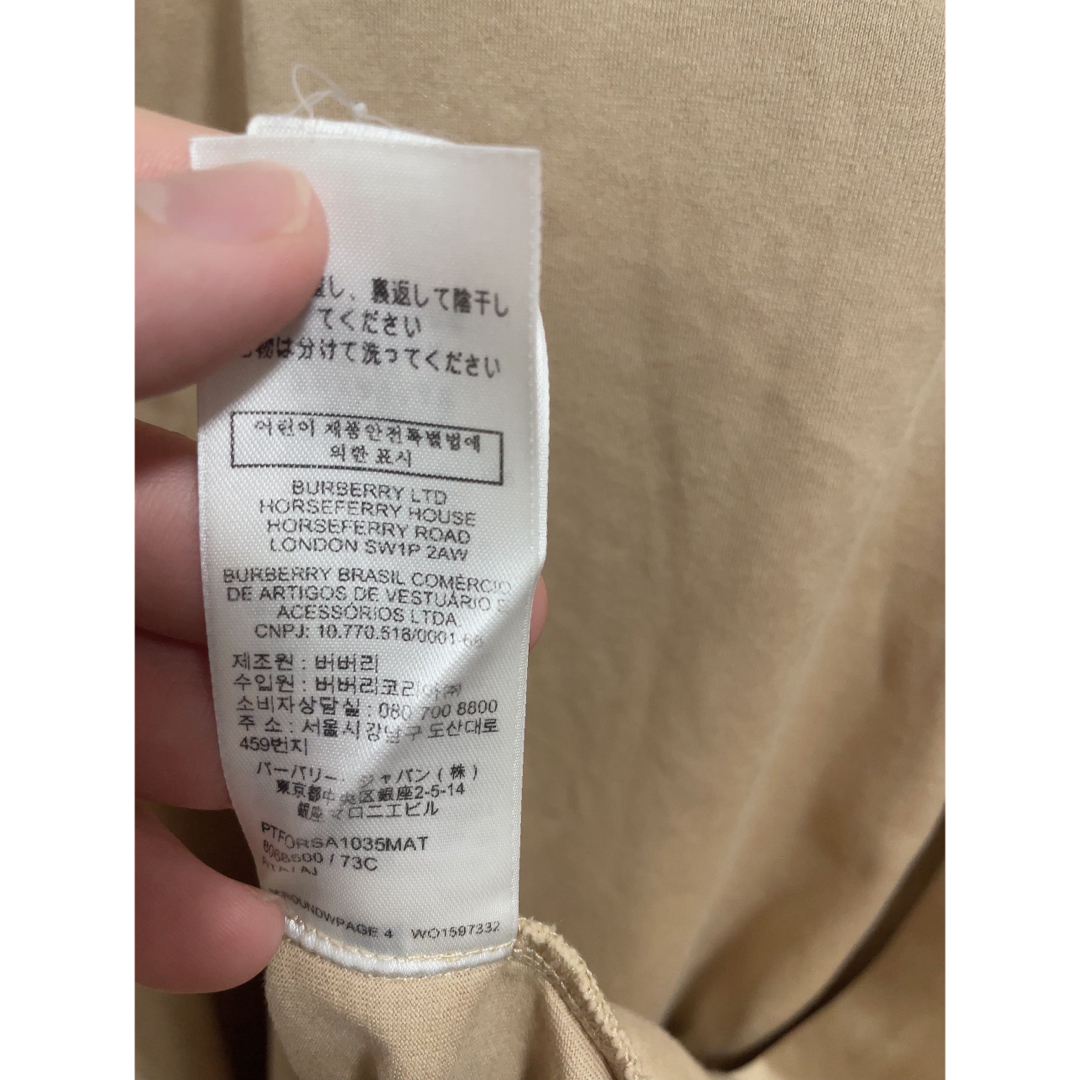 し、裏返して陰干し
てください
物は分けて洗ってください
어린이 제품안전특별법에
의한 표시
BURBERRY LTD
HORSEFERRY HOUSE
HORSEFERRY ROAD
LONDON SW1P 2AW
BURBERRY BRASIL COMERCIO
DE ARTIGOS DE VESTUÁRIO E
ACESSÓRIOS LTDA
CNPJ: 10.770.518/0001
제조원 : 버버리
수입원 : 버버리코리아㈜
소비자상담실 : 080 700 8800
주 소 : 서울시강남구 도산대로
459번지
バーバリー・ジャパン ( 株 )
東京都中央区銀座2-5-14
銀座マロニエビル
PTFORSA1035MAT
/ 73C
/ AJ
PAGE 4 WO1597332